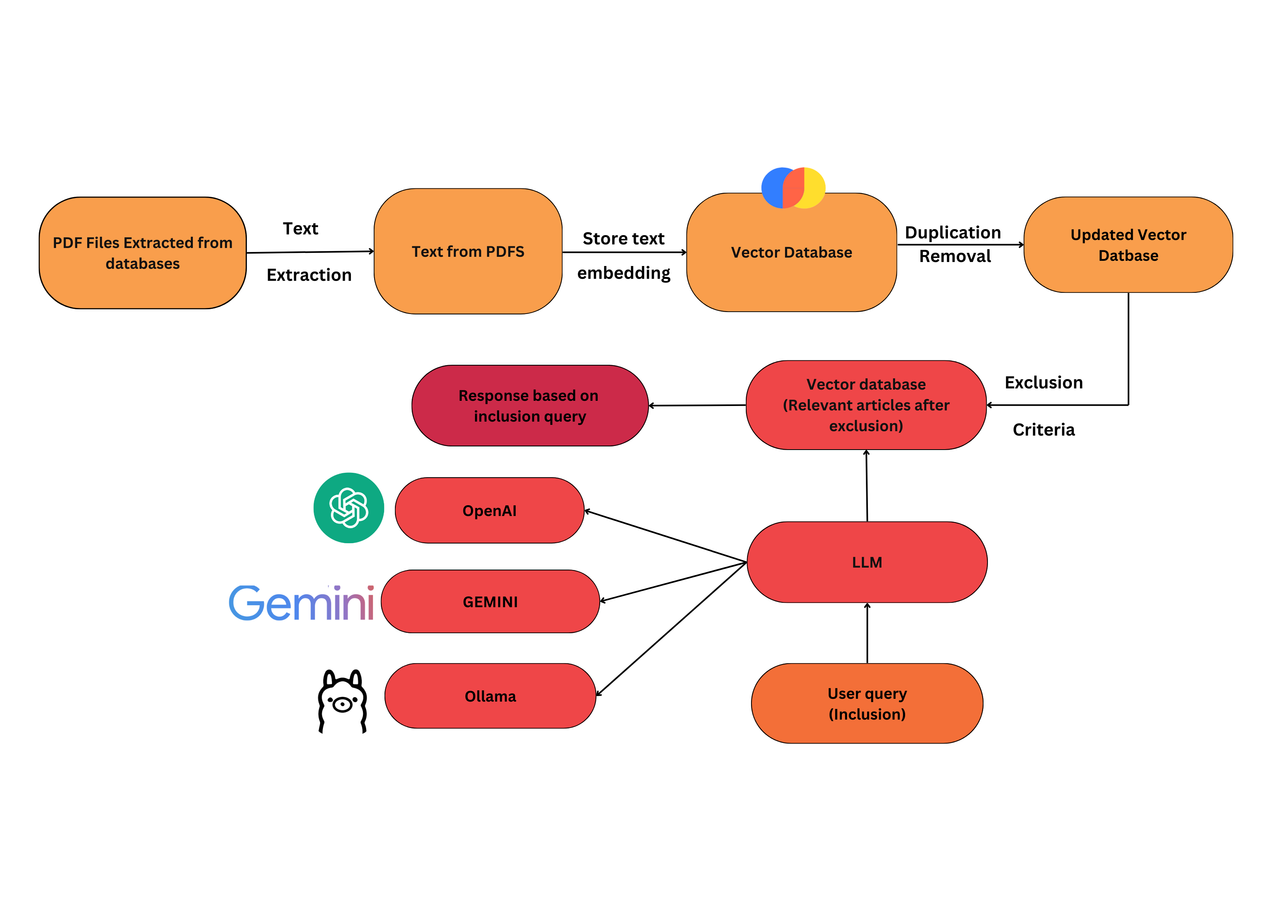 PDF Files Extracted from
databases
Text
Extraction
Text from PDFS
Store text
embedding
Vector Database
Duplication
Removal
Updated Vector
Datbase
Exclusion
Criteria
Vector database
(Relevant articles after
exclusion)
Response based on
inclusion query
OpenAI
LLM
Gemini
GEMINI
Ollama
User query
(Inclusion)